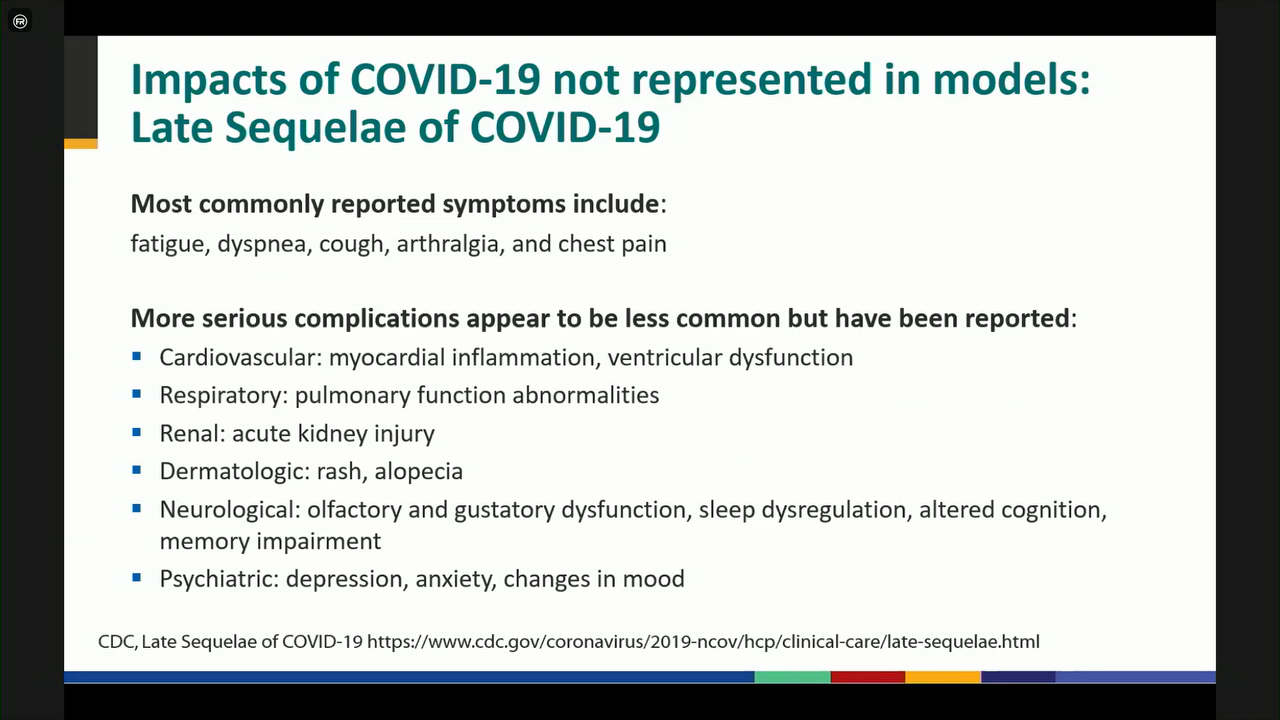 FR
Impacts of COVID-19 not represented in models:
Late Sequelae of COVID-19
Most commonly reported symptoms include:
fatigue, dyspnea, cough, arthralgia, and chest pain
More serious complications appear to be less common but have been reported:
Cardiovascular: myocardial inflammation, ventricular dysfunction
Respiratory: pulmonary function abnormalities
Renal: acute kidney injury
Dermatologic: rash, alopecia
Neurological: olfactory and gustatory dysfunction, sleep dysregulation, altered cognition,
memory impairment
Psychiatric: depression, anxiety, changes in mood
CDC, Late Sequelae of COVID-19 https://www.cdc.gov/coronavirus/2019-ncov/hcp/clinical-care/late-sequelae.html